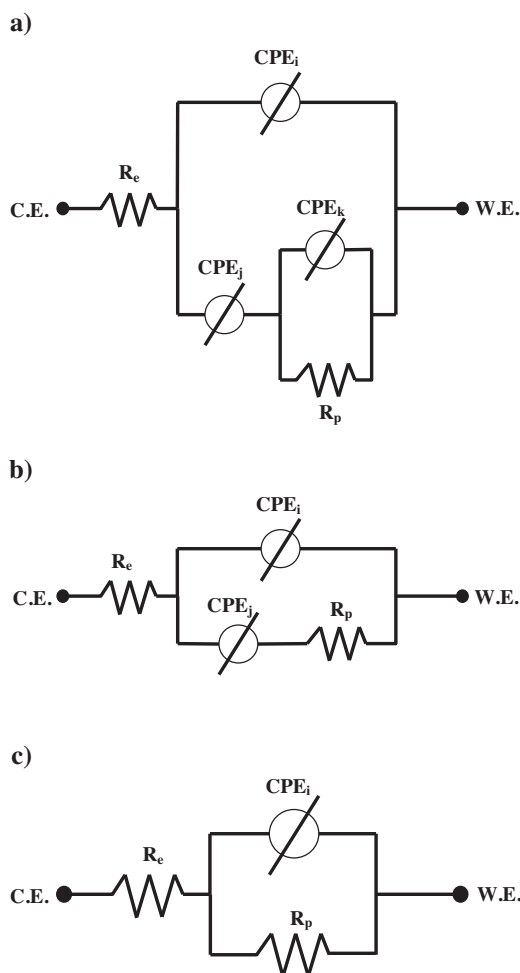 a)
CPEi
Re
C.E.
CPEk
W.E.
CPEj
Rp
b)
CPEi
Re
C.E.
CPEj
Rp
W.E.
c)
CPEi
Re
C.E.
Rp
W.E.